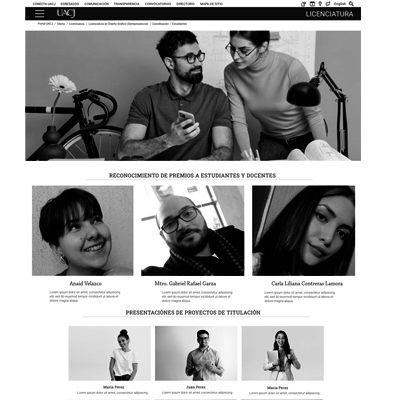 CONECTA UACJ EGRESADOS COMUNICACIÓN TRANSPARENCIA CONVOCATORIAS DIRECTORIO MAPA DE SITIO English
UACJ LICENCIATURA
Portal UACJ / Oferta / Licenciatura / Licenciatura en Diseño Gráfico (Semipresencial) / Coordinación / Estudiantes
RECONOCIMIENTO DE PREMIOS A ESTUDIANTES Y DOCENTES
Anaid Velazco
Mtro. Gabriel Rafael Garza
Carla Liliana Contreras Lamora
Lorem ipsum dolor sit amet, consectetur adipiscing
elit, sed do eiusmod tempor incididunt ut labore et
dolore magna aliqua.
Lorem ipsum dolor sit amet, consectetur adipiscing
elit, sed do eiusmod tempor incididunt ut labore et
dolore magna aliqua.
Lorem ipsum dolor sit amet, consectetur adipiscing
elit, sed do eiusmod tempor incididunt ut labore et
dolore magna aliqua.
PRESENTACIÓNES DE PROYECTOS DE TITULACIÓN
Maria Perez
Juan Perez
Maria Perez
Lorem ipsum dolor sit amet, consectetur adipiscing
Lorem ipsum dolor sit amet, consectetur adipiscing
Lorem ipsum dolor sit amet, consectetur adipiscing